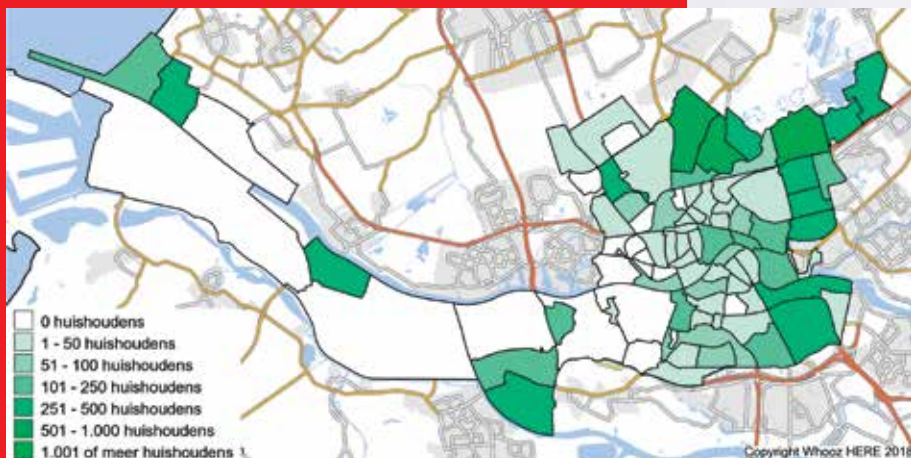 0 huishoudens
1 - 50 huishoudens
51 - 100 huishoudens
101 - 250 huishoudens
251 - 500 huishoudens
501 - 1.000 huishoudens
1.001 of meer huishoudens
Copyright Whooz HERE 2018